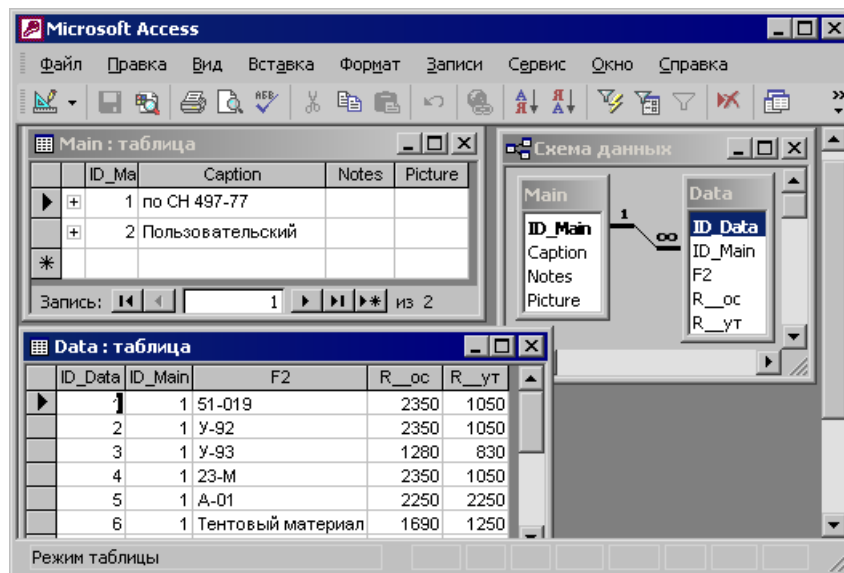 Microsoft Access
Файл Правка Вид Вставка Формат Записи Сервис Окно Справка
Main : таблица
ID_Ma Caption Notes Picture
1 по СН 497-77
2 Пользовательский
Запись: 1 из 2
Схема данных
Main
ID_Main
Caption
Notes
Picture
1 ∞
Data
ID_Data
ID_Main
F2
R__ос
R__ут
Data : таблица
ID_Data ID_Main F2 R__ос R__ут
1 1 51-019 2350 1050
2 1 У-92 2350 1050
3 1 У-93 1280 830
4 1 23-М 2350 1050
5 1 А-01 2250 2250
6 1 Тентовый материал 1690 1250
Режим таблицы